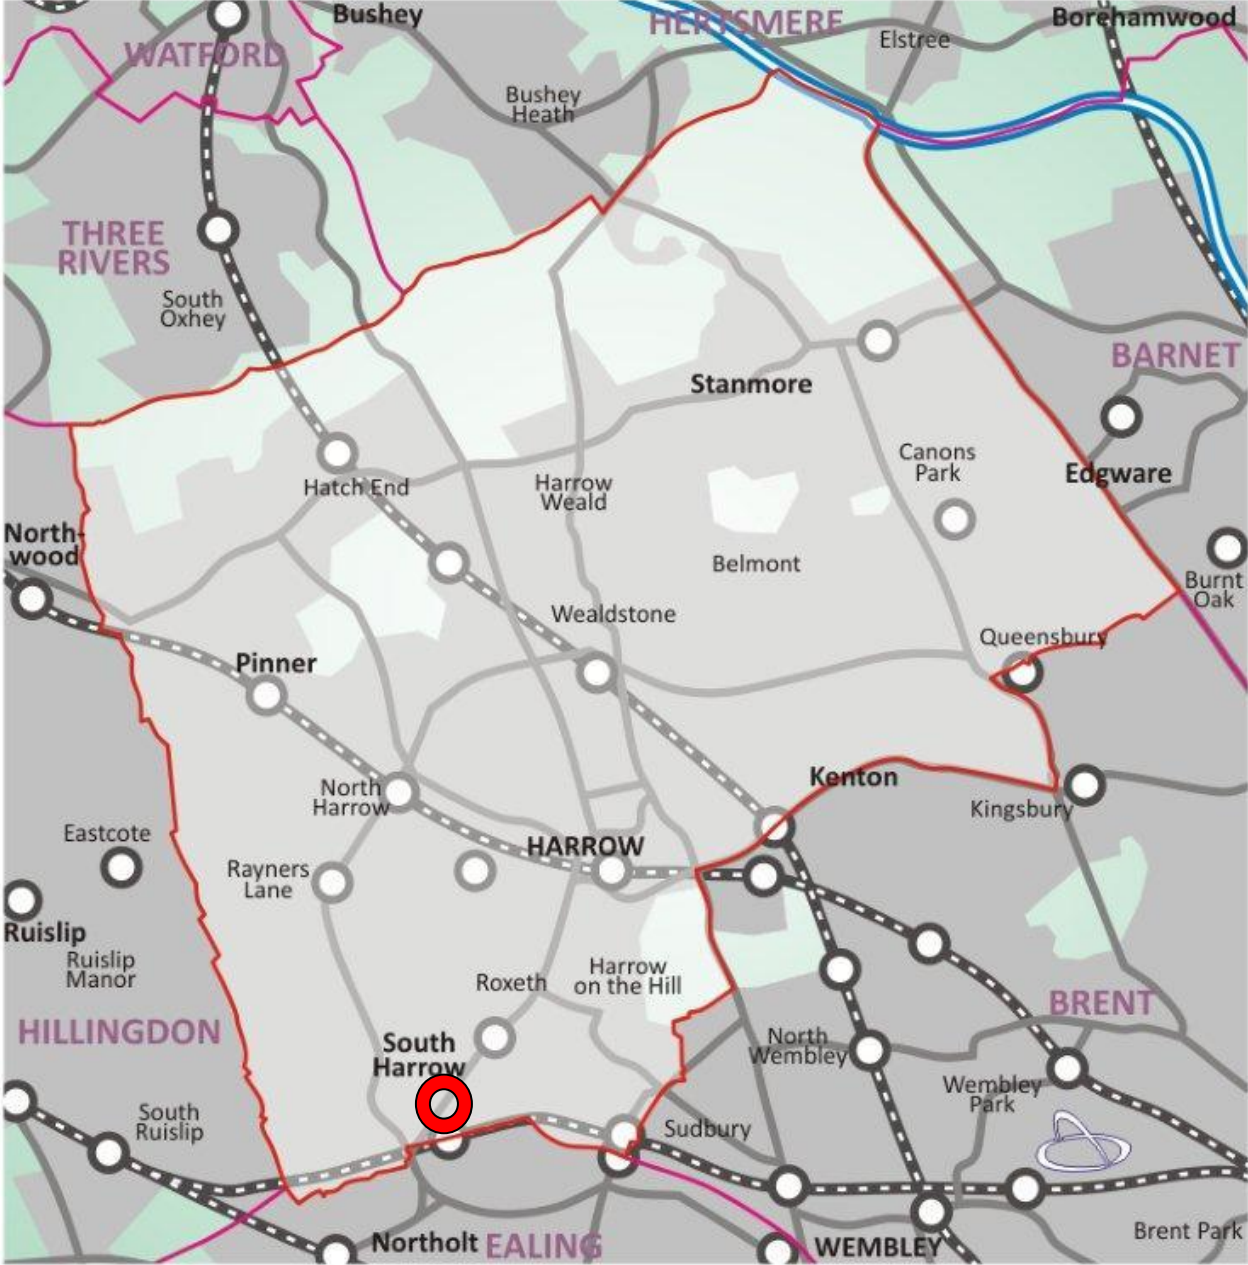 Bushey
HERTSMERE
Borehamwood
WATFORD
Elstree
Bushey
Heath
THREE
RIVERS
South
Oxhey
BARNET
Stanmore
Canons
Park
Edgware
Hatch End
Harrow
Weald
North-
wood
Belmont
Burnt
Oak
Wealdstone
Queensbury
Pinner
Kenton
North
Harrow
Kingsbury
Eastcote
HARROW
Rayners
Lane
Ruislip
Ruislip
Manor
Roxeth
Harrow
on the Hill
BRENT
HILLINGDON
South
Harrow
North
Wembley
Wembley
Park
South
Ruislip
Sudbury
Northolt
EALING
WEMBLEY
Brent Park